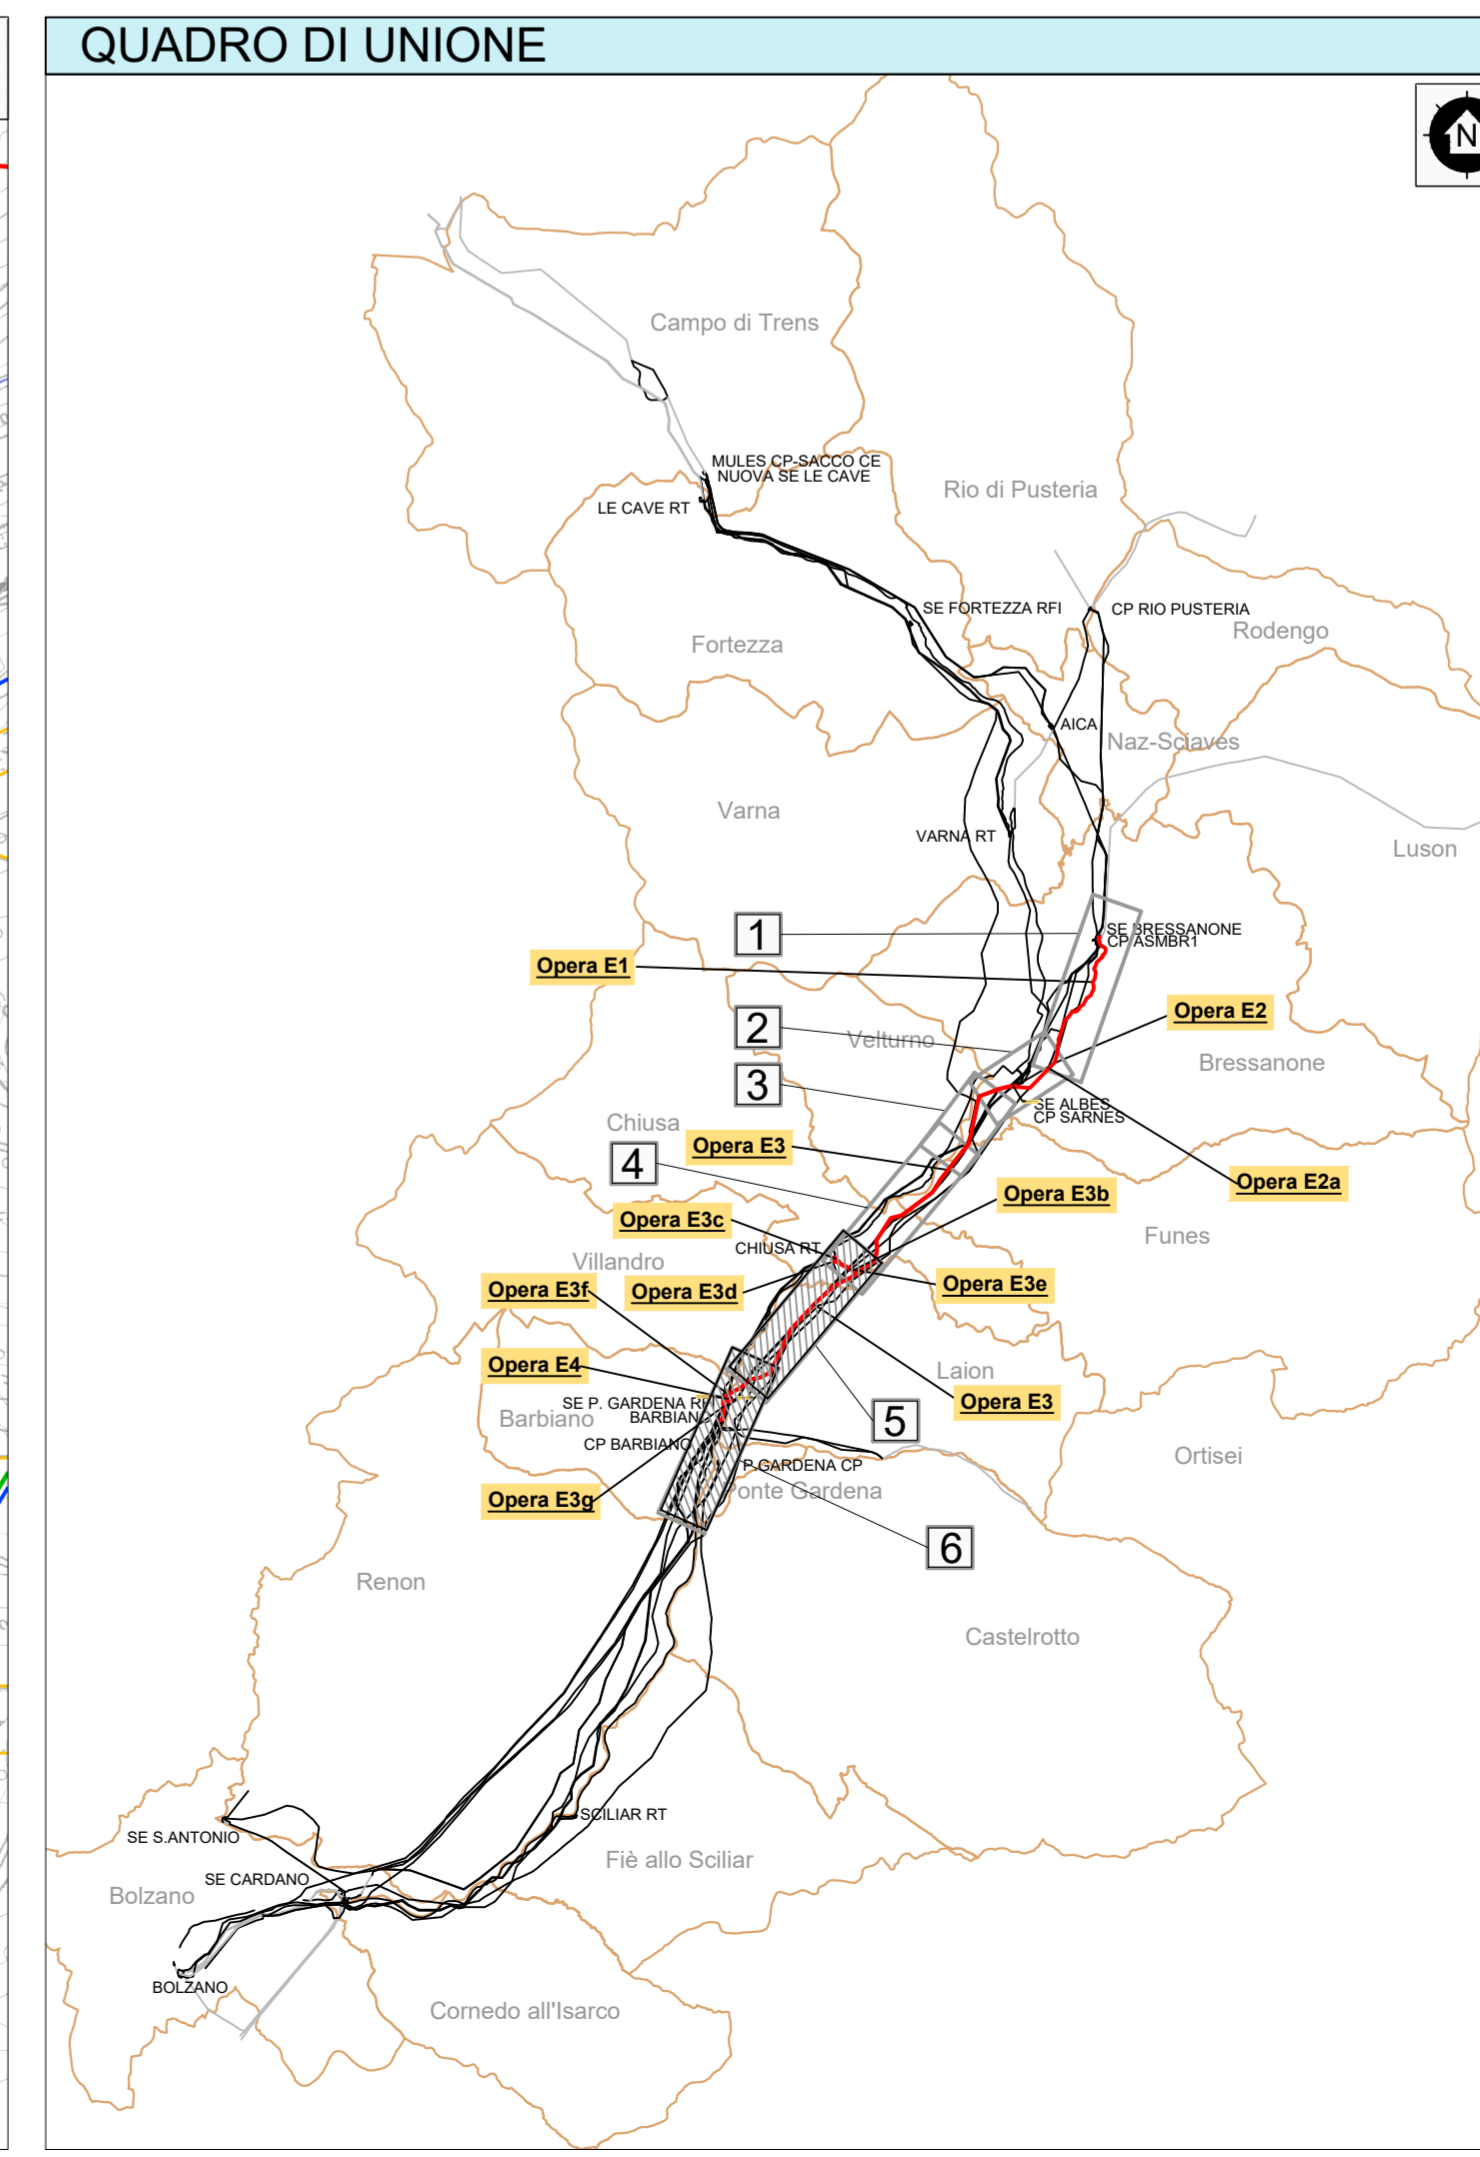 QUADRO DI UNIONE
N
Campo di Trens
MULES CP-SACCO CE
NUOVA SE LE CAVE
LE CAVE RT
Rio di Pusteria
SE FORTEZZA RFI
CP RIO PUSTERIA
Rodengo
Fortezza
AICA
Naz-Sciaves
Varna
VARNA RT
Luson
1
SE BRESSANONE
CP ASMBR1
Opera E1
Opera E2
2
Velturno
Bressanone
3
SE ALBES
CP SARNES
Chiusa
Opera E3
4
Opera E2a
Opera E3b
Opera E3c
Funes
CHIUSA RT
Villandro
Opera E3f
Opera E3d
Opera E3e
Opera E4
Laion
Opera E3
SE P. GARDENA RFI
BARBIANO
Barbiano
5
CP BARBIANO
Ortisei
P.GARDENA CP
Ponte Gardena
Opera E3g
6
Renon
Castelrotto
SCILIAR RT
SE S.ANTONIO
Fiè allo Sciliar
SE CARDANO
Bolzano
BOLZANO
Cornedo all'Isarco